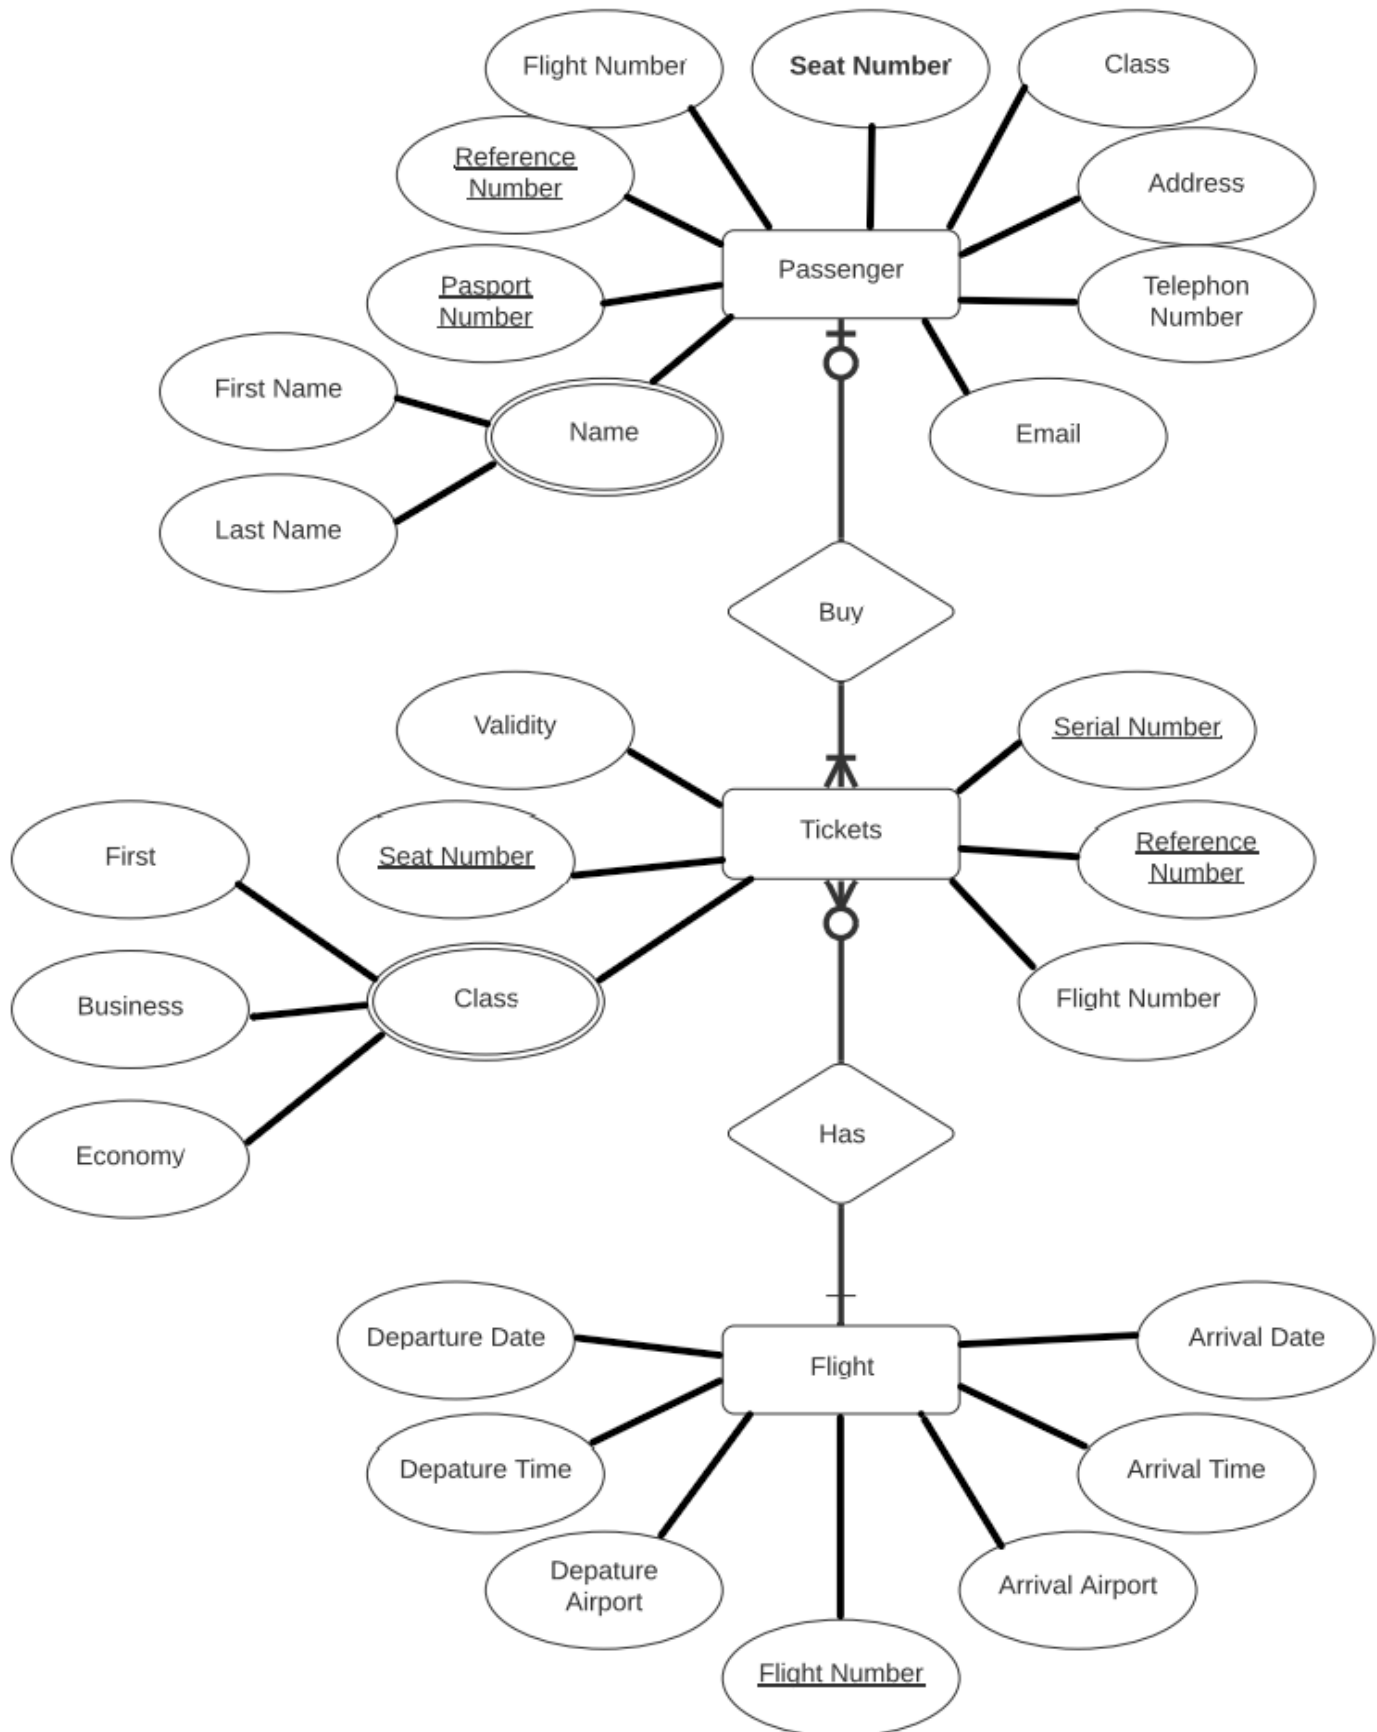 Flight Number
Seat Number
Class
Reference
Number
Address
Passenger
Pasport
Number
Telephon
Number
First Name
Name
Email
Last Name
Buy
Validity
Serial Number
Tickets
First
Seat Number
Reference
Number
Business
Class
Flight Number
Has
Economy
Departure Date
Flight
Arrival Date
Depature Time
Arrival Time
Depature
Airport
Arrival Airport
Flight Number